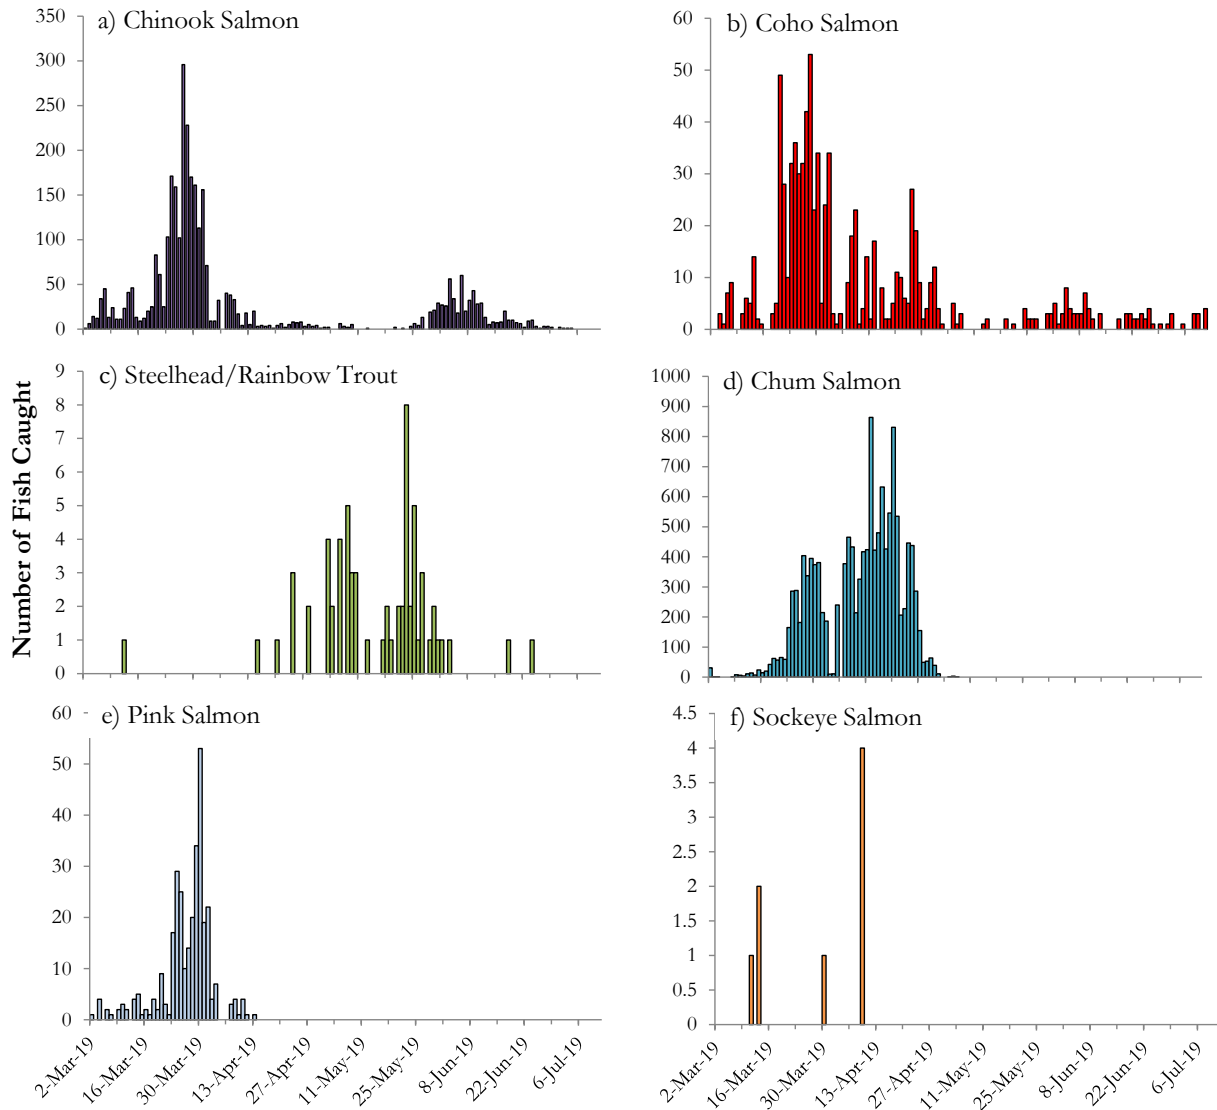 a) Chinook Salmon
350
300
250
200
150
100
50
0
b) Coho Salmon
60
50
40
30
20
10
0
Number of Fish Caught
c) Steelhead/Rainbow Trout
9
8
7
6
5
4
3
2
1
0
d) Chum Salmon
1000
900
800
700
600
500
400
300
200
100
0
e) Pink Salmon
60
50
40
30
20
10
0
2-Mar-19
16-Mar-19
30-Mar-19
13-Apr-19
27-Apr-19
11-May-19
25-May-19
8-Jun-19
22-Jun-19
6-Jul-19
f) Sockeye Salmon
4.5
4
3.5
3
2.5
2
1.5
1
0.5
0
2-Mar-19
16-Mar-19
30-Mar-19
13-Apr-19
27-Apr-19
11-May-19
25-May-19
8-Jun-19
22-Jun-19
6-Jul-19